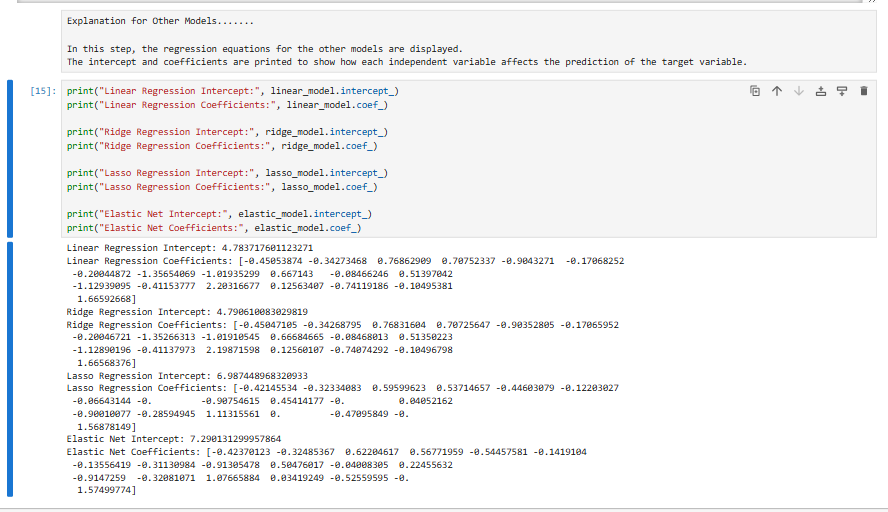 Explanation for Other Models.......
In this step, the regression equations for the other models are displayed.
The intercept and coefficients are printed to show how each independent variable affects the prediction of the target variable.
[15]: print("Linear Regression Intercept:", linear_model.intercept_)
print("Linear Regression Coefficients:", linear_model.coef_)
print("Ridge Regression Intercept:", ridge_model.intercept_)
print("Ridge Regression Coefficients:", ridge_model.coef_)
print("Lasso Regression Intercept:", lasso_model.intercept_)
print("Lasso Regression Coefficients:", lasso_model.coef_)
print("Elastic Net Intercept:", elastic_model.intercept_)
print("Elastic Net Coefficients:", elastic_model.coef_)
Linear Regression Intercept: 4.783717601123271
Linear Regression Coefficients: [-0.45053874 -0.34273468  0.76862909  0.70752337 -0.9043271  -0.17068252
 -0.20044872 -1.35654069 -1.01935299  0.667143   -0.08466246  0.51397042
 -1.12939095 -0.41153777  2.20316677  0.12563407 -0.74119186 -0.10495381
  1.66592668]
Ridge Regression Intercept: 4.790610083029819
Ridge Regression Coefficients: [-0.45047105 -0.34268795  0.76831604  0.70725647 -0.90352805 -0.17065952
 -0.20046721 -1.35266313 -1.01910545  0.66684665 -0.08468013  0.51350223
 -1.12890196 -0.41137973  2.19871598  0.12560107 -0.74074292 -0.10496798
  1.66568376]
Lasso Regression Intercept: 6.987448968320933
Lasso Regression Coefficients: [-0.42145534 -0.32334083  0.59599623  0.53714657 -0.44603079 -0.12203027
 -0.06643144 -0.         -0.90754615  0.45414177 -0.          0.04052162
 -0.90010077 -0.28594945  1.11315561  0.         -0.47095849 -0.
  1.56878149]
Elastic Net Intercept: 7.290131299957864
Elastic Net Coefficients: [-0.42370123 -0.32485367  0.62204617  0.56771959 -0.54457581 -0.1419104
 -0.13556419 -0.31130984 -0.91305478  0.50476017 -0.04008305  0.22455632
 -0.9147259  -0.32081071  1.07665884  0.03419249 -0.52559595 -0.
  1.57499774]